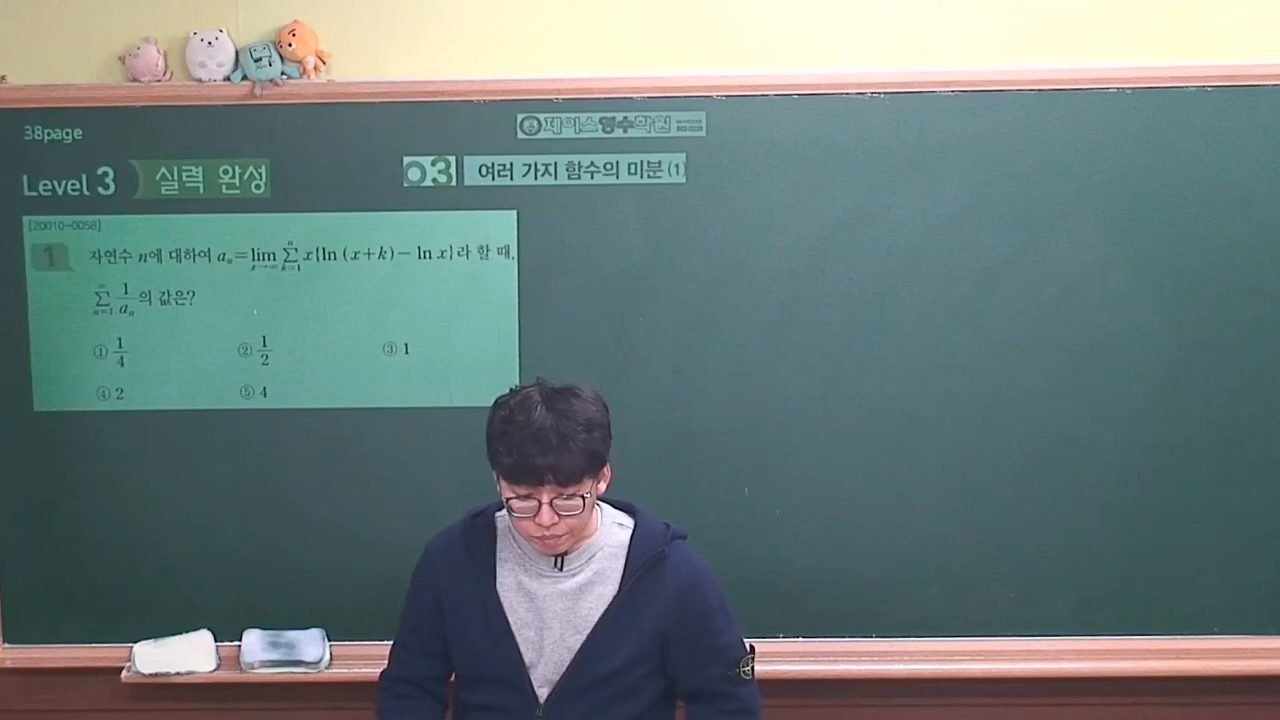 38page
제이스영수학원
Level 3 실력 완성
03 여러 가지 함수의 미분 (1)
[20010-0058]
1 자연수 n에 대하여 aₙ=lim x→∞ ∑ k=1 n x{ln (x+k)− ln x}라 할 때,
∑ n=1 ∞ 1/aₙ 의 값은?
① 1/4 ② 1/2 ③ 1
④ 2 ⑤ 4